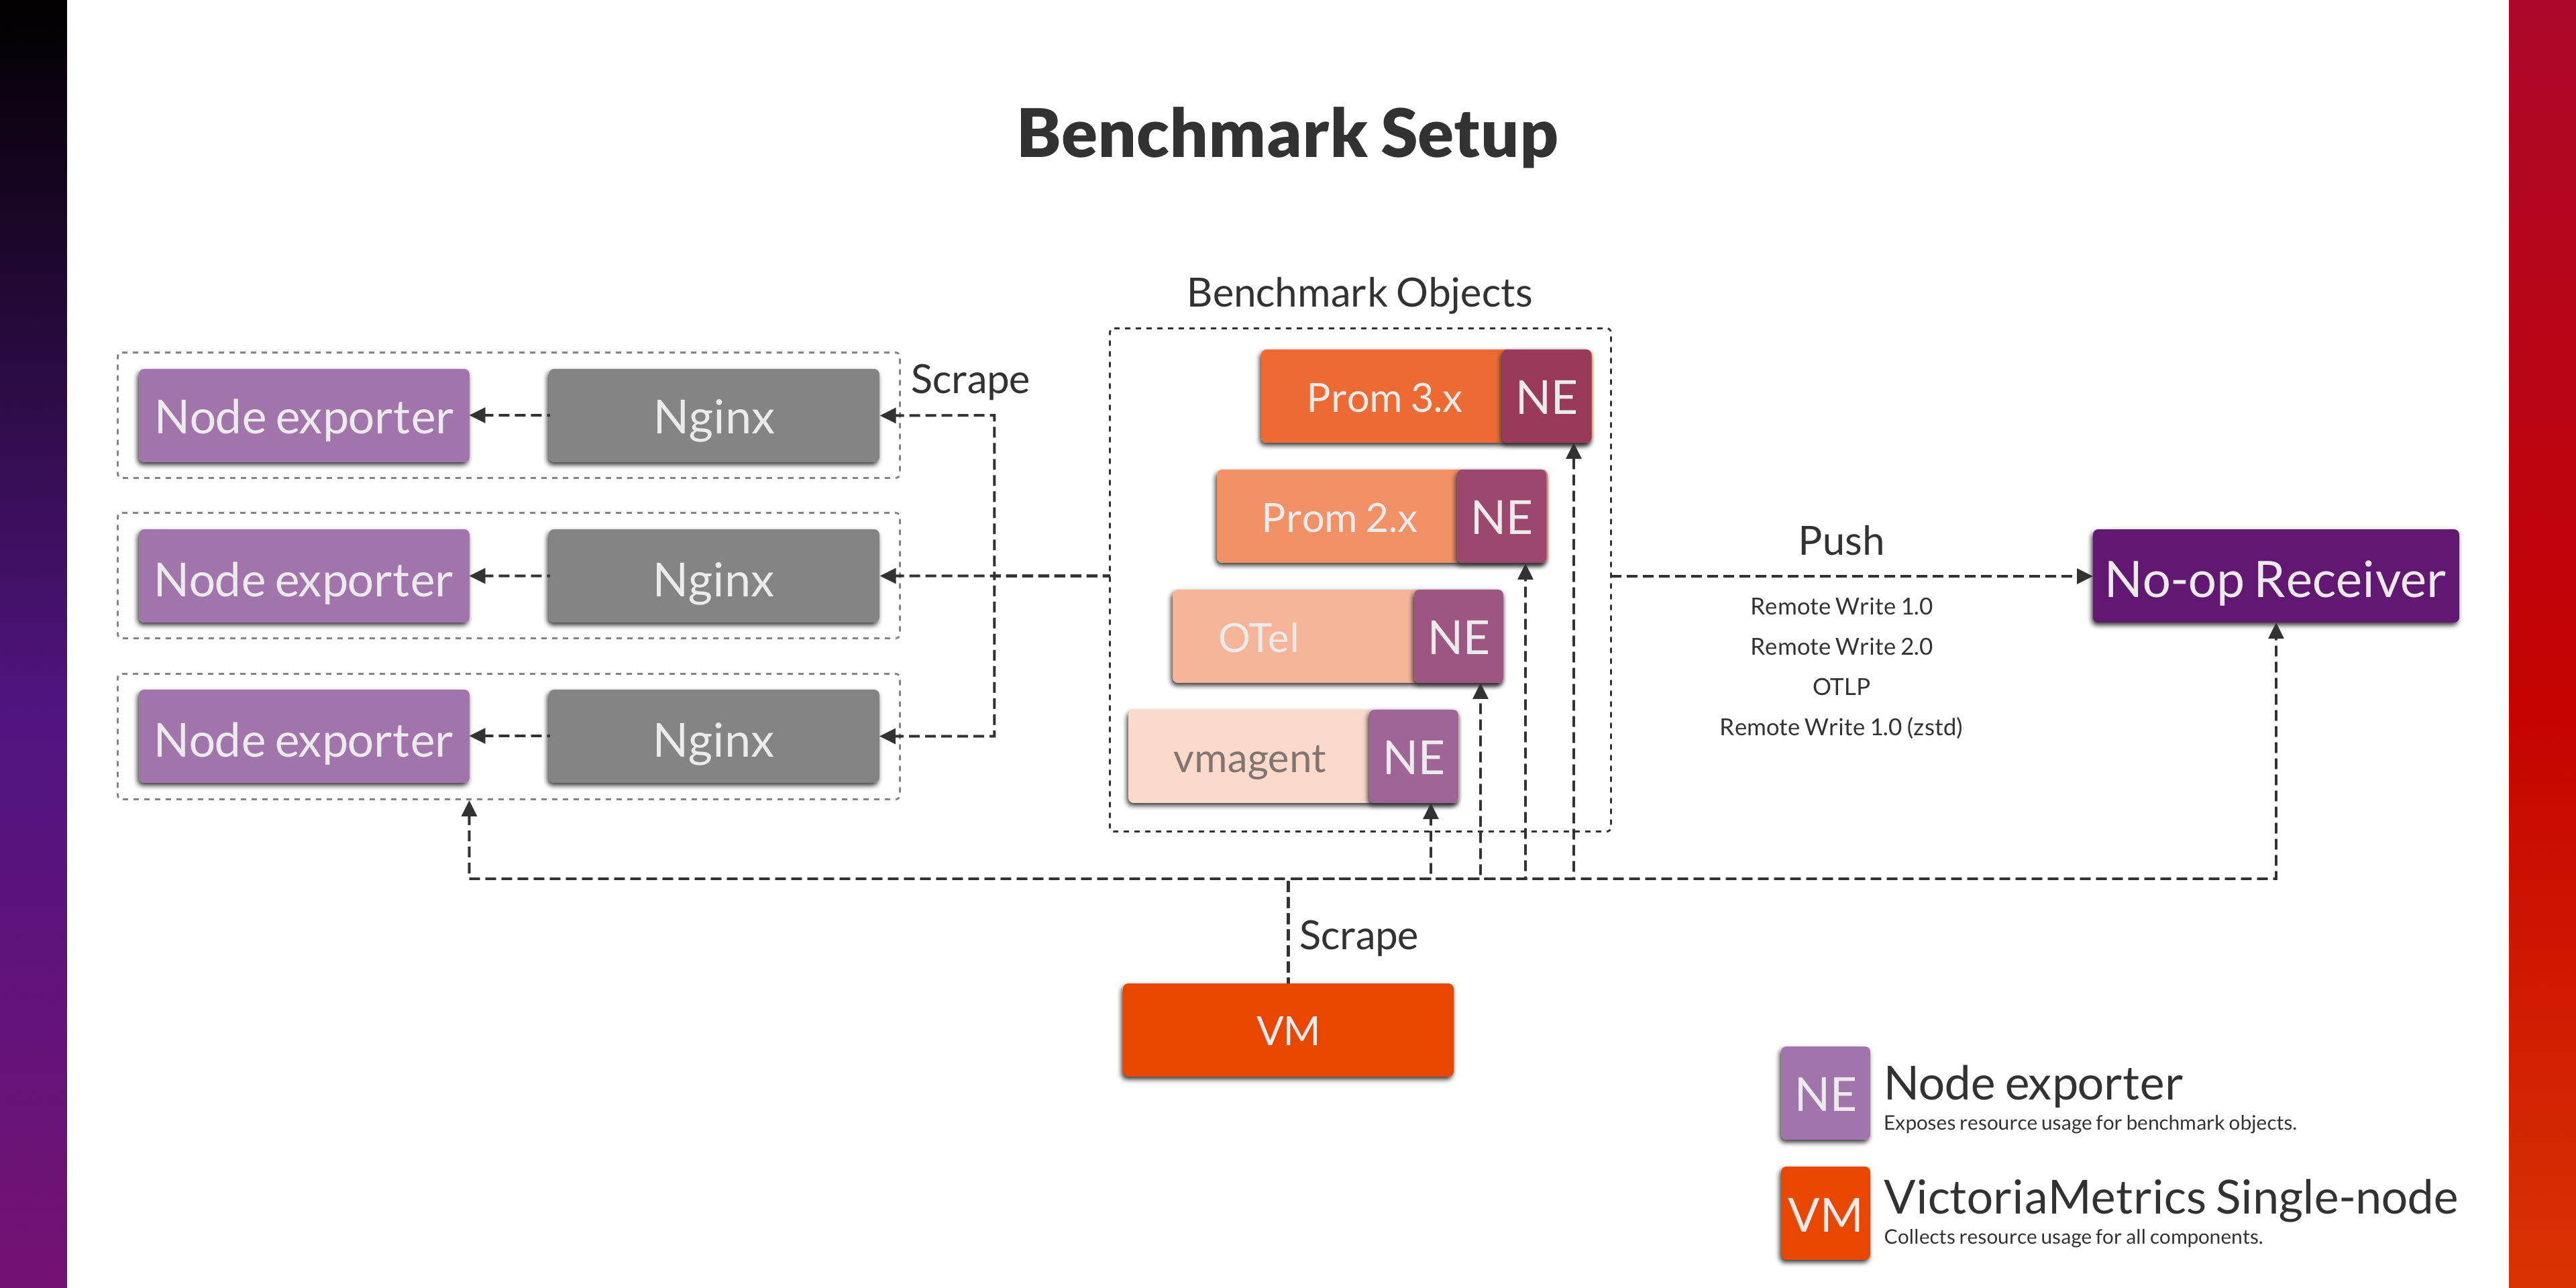 Benchmark Setup
Benchmark Objects
Node exporter
Nginx
Scrape
Node exporter
Nginx
Node exporter
Nginx
Prom 3.x
NE
Prom 2.x
NE
OTel
NE
vmagent
NE
Push
Remote Write 1.0
Remote Write 2.0
OTLP
Remote Write 1.0 (zstd)
No-op Receiver
Scrape
VM
NE
Node exporter
Exposes resource usage for benchmark objects.
VM
VictoriaMetrics Single-node
Collects resource usage for all components.